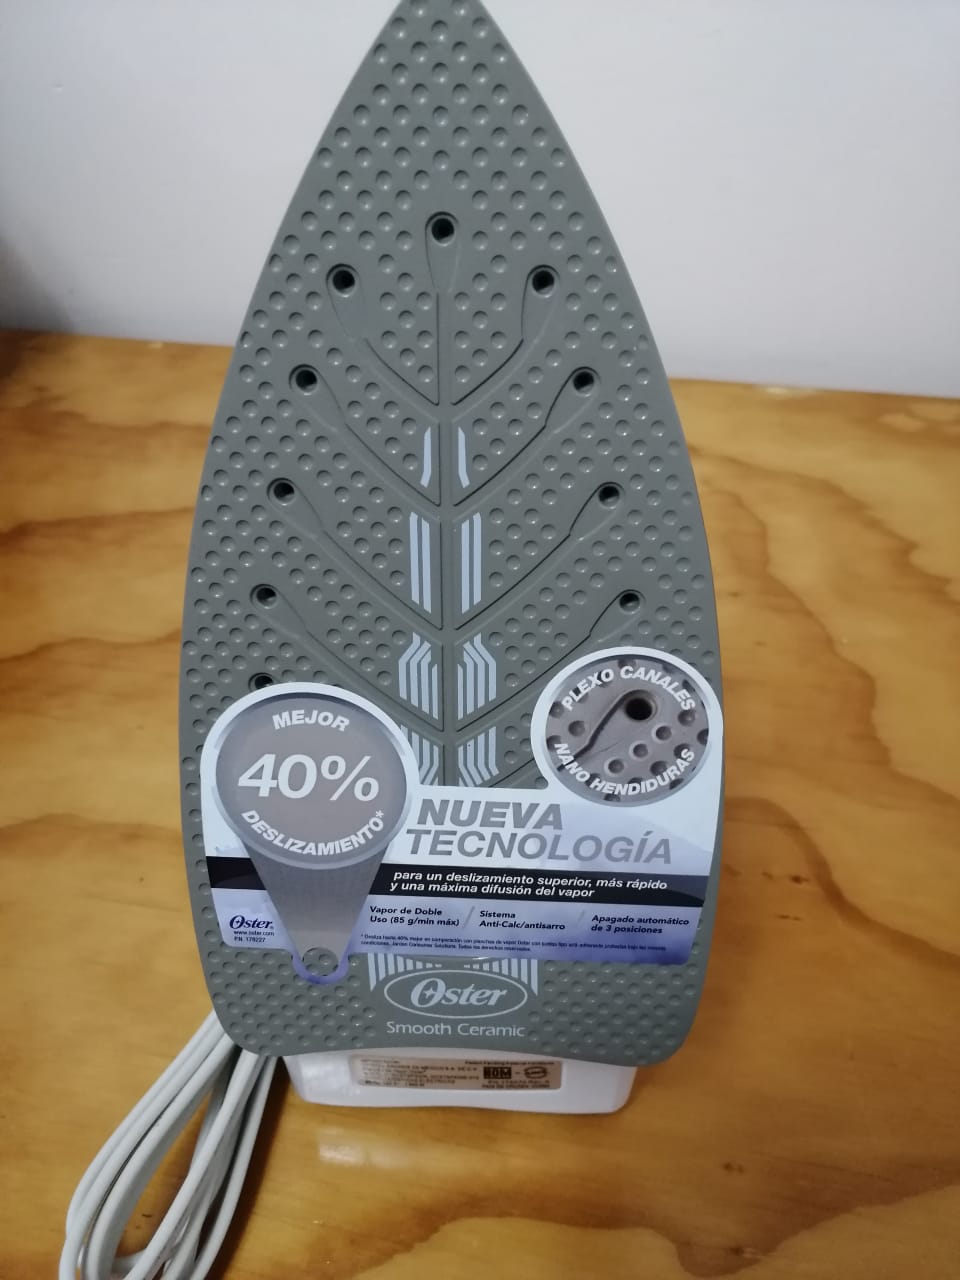 MEJOR
40%
DESLIZAMIENTO*
PLEXO CANALES
NANO HENDIDURAS
NUEVA
TECNOLOGÍA
para un deslizamiento superior, más rápido
y una máxima difusión del vapor
Oster®
www.oster.com
P.N. 179227
Vapor de Doble
Uso (85 g/min máx)
Sistema
Anti-Calc/antisarro
Apagado automático
de 3 posiciones
Oster
Smooth Ceramic